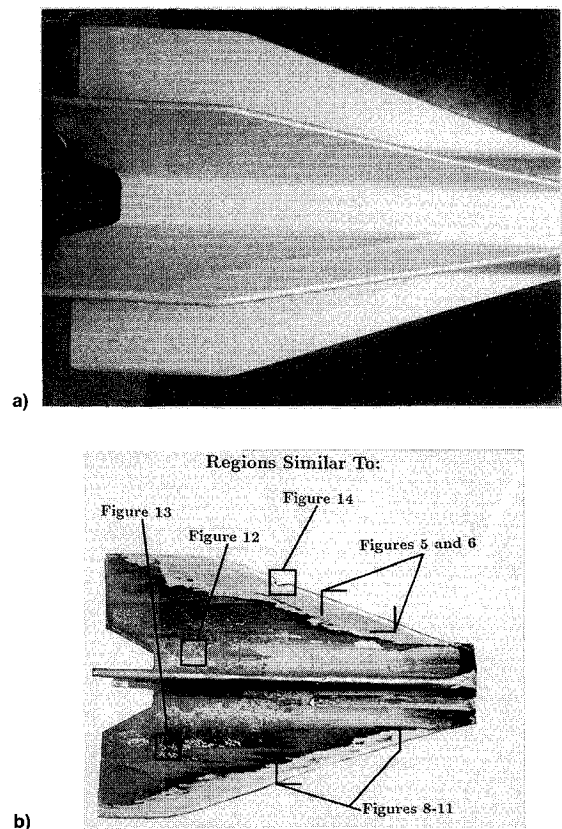 a)
Regions Similar To:
Figure 14
Figure 13
Figure 12
Figures 5 and 6
Figures 8-11
b)